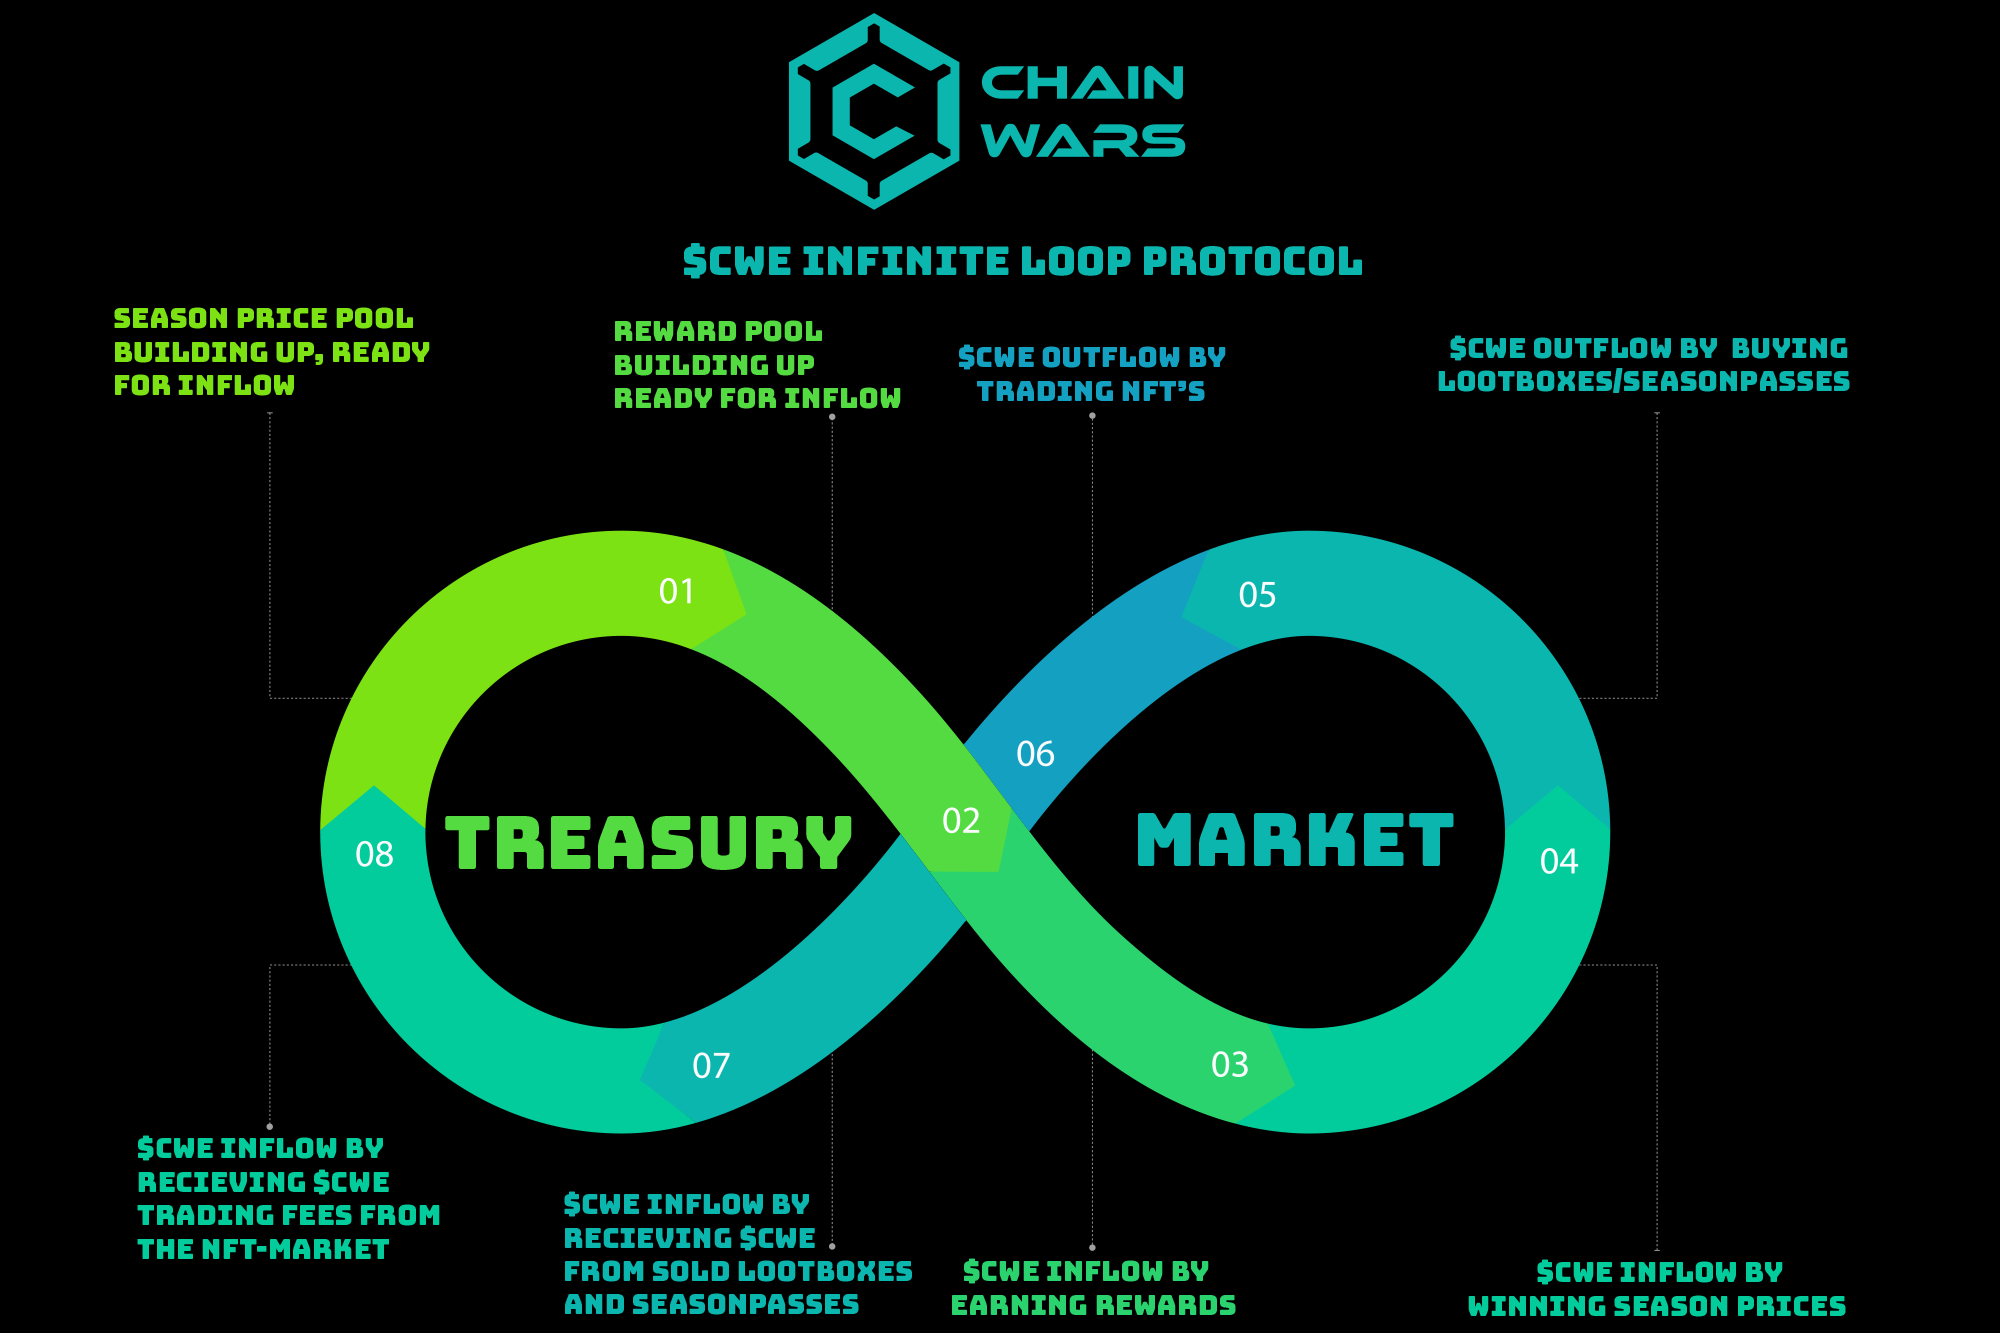 CHAIN
WARS
$CWE INFINITE LOOP PROTOCOL
SEASON PRICE POOL
BUILDING UP, READY
FOR INFLOW
REWARD POOL
BUILDING UP
READY FOR INFLOW
$CWE OUTFLOW BY
TRADING NFT'S
$CWE OUTFLOW BY BUYING
LOOTBOXES/SEASONPASSES
01
05
06
02
TREASURY
MARKET
08
04
07
03
$CWE INFLOW BY
RECIEVING $CWE
TRADING FEES FROM
THE NFT-MARKET
$CWE INFLOW BY
RECIEVING $CWE
FROM SOLD LOOTBOXES
AND SEASONPASSES
$CWE INFLOW BY
EARNING REWARDS
$CWE INFLOW BY
WINNING SEASON PRICES